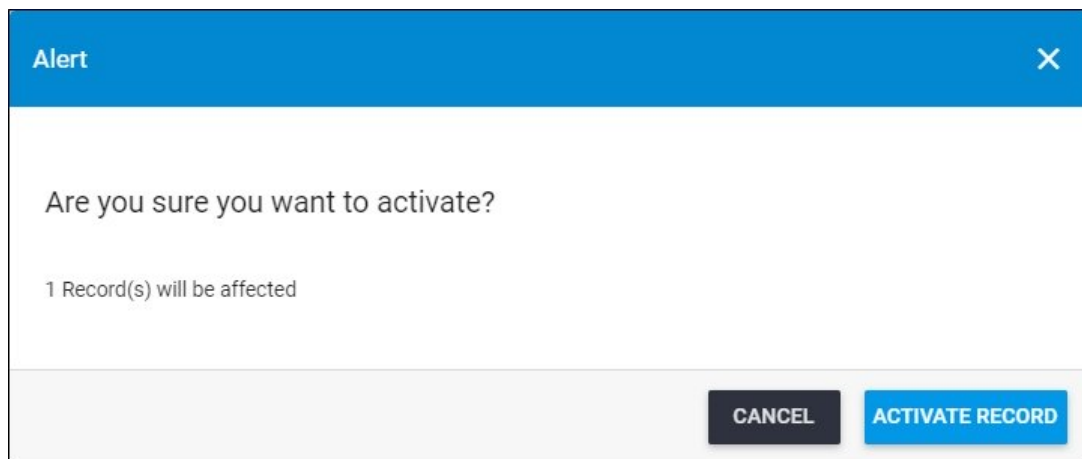 Alert
Are you sure you want to activate?
1 Record(s) will be affected
CANCEL ACTIVATE RECORD